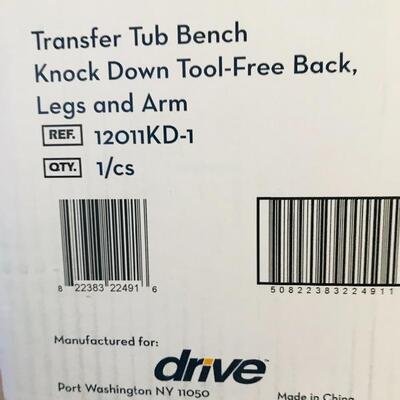 Transfer Tub Bench
Knock Down Tool-Free Back,
Legs and Arm
REF. 12011KD-1
QTY. 1/cs
8 22383 22491 6
50822383224911
Manufactured for:
drive™
Port Washington NY 11050
Made in China